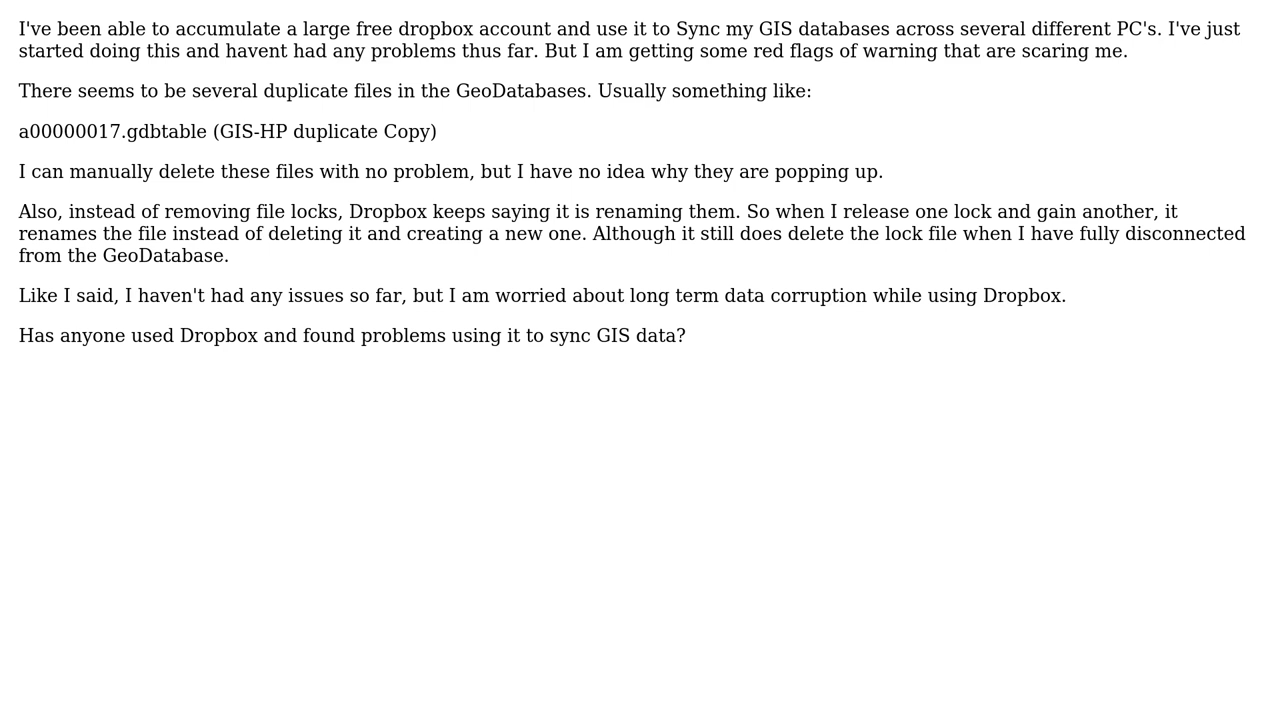 I've been able to accumulate a large free dropbox account and use it to Sync my GIS databases across several different PC's. I've just
started doing this and havent had any problems thus far. But I am getting some red flags of warning that are scaring me.
There seems to be several duplicate files in the GeoDatabases. Usually something like:
a00000017.gdbtable (GIS-HP duplicate Copy)
I can manually delete these files with no problem, but I have no idea why they are popping up.
Also, instead of removing file locks, Dropbox keeps saying it is renaming them. So when I release one lock and gain another, it
renames the file instead of deleting it and creating a new one. Although it still does delete the lock file when I have fully disconnected
from the GeoDatabase.
Like I said, I haven't had any issues so far, but I am worried about long term data corruption while using Dropbox.
Has anyone used Dropbox and found problems using it to sync GIS data?